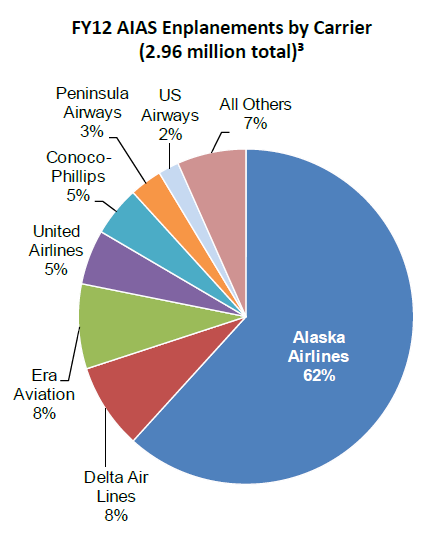 FY12 AIAS Enplanements by Carrier
(2.96 million total)³
Peninsula
Airways
3%
US
Airways
2%
All Others
7%
Conoco-
Phillips
5%
United
Airlines
5%
Alaska
Airlines
62%
Era
Aviation
8%
Delta Air
Lines
8%